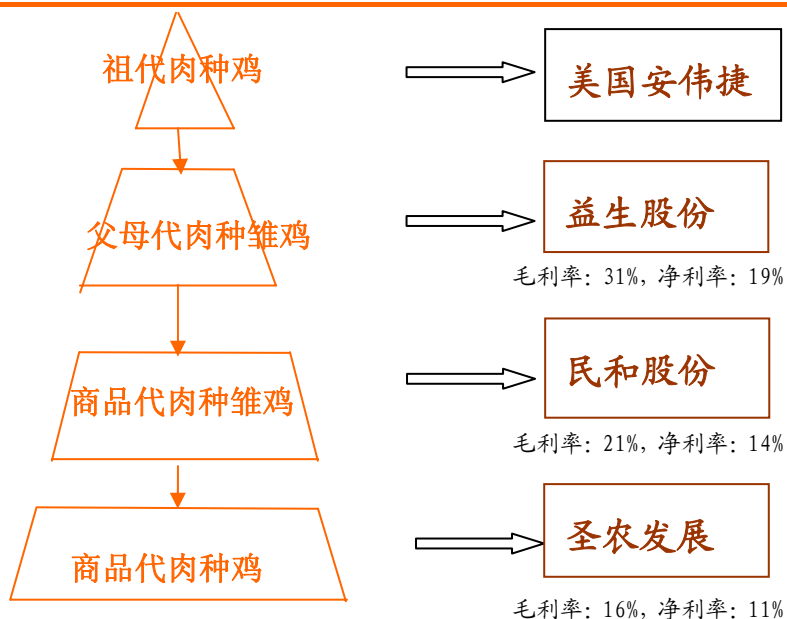 祖代肉种鸡
美国安伟捷
父母代肉种雏鸡
益生股份
毛利率：31%，净利率：19%
商品代肉种雏鸡
民和股份
毛利率：21%，净利率：14%
商品代肉种鸡
圣农发展
毛利率：16%，净利率：11%